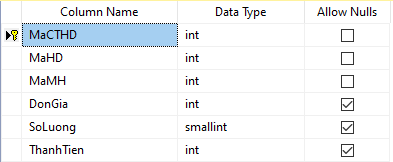 Column Name Data Type Allow Nulls
MaCTHD int
MaHD int
MaMH int
DonGia int
SoLuong smallint
ThanhTien int